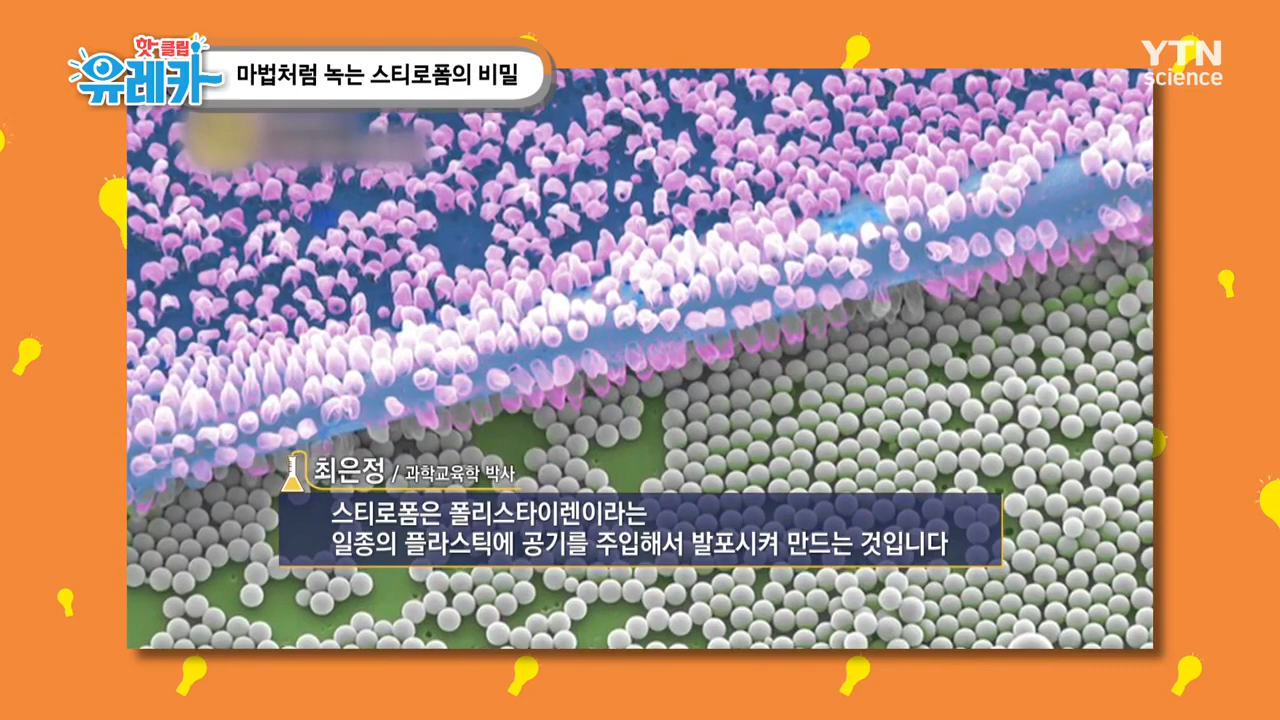 핫클립
유레카
마법처럼 녹는 스티로폼의 비밀
YTN
science
최은정 / 과학교육학 박사
스티로폼은 폴리스타이렌이라는
일종의 플라스틱에 공기를 주입해서 발포시켜 만드는 것입니다